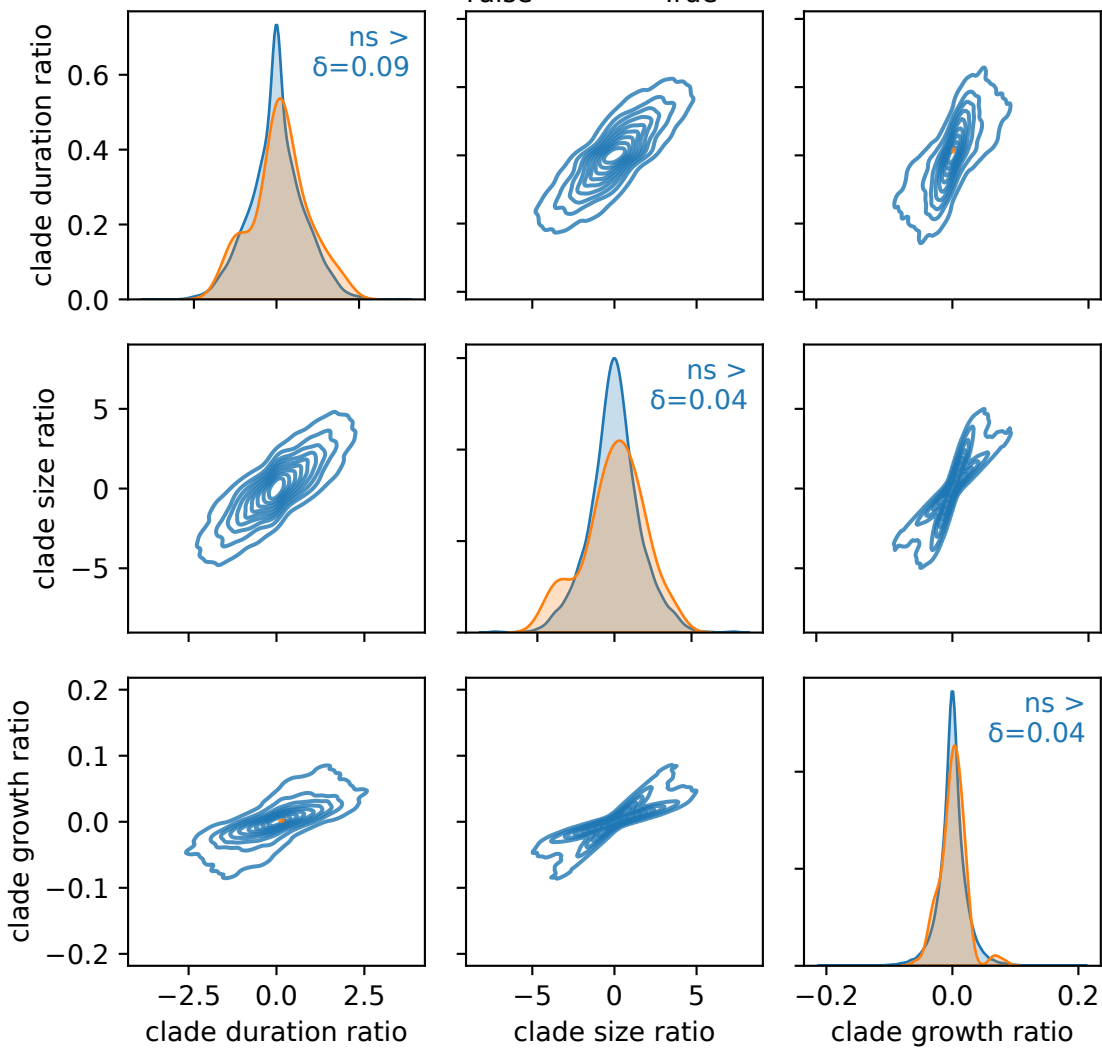 False True
ns >
δ=0.09
clade duration ratio
0.6
0.4
0.2
0.0
ns >
δ=0.04
clade size ratio
5
0
−5
ns >
δ=0.04
clade growth ratio
0.2
0.1
0.0
−0.1
−0.2
−2.5 0.0 2.5
−5 0 5
−0.2 0.0 0.2
clade duration ratio
clade size ratio
clade growth ratio